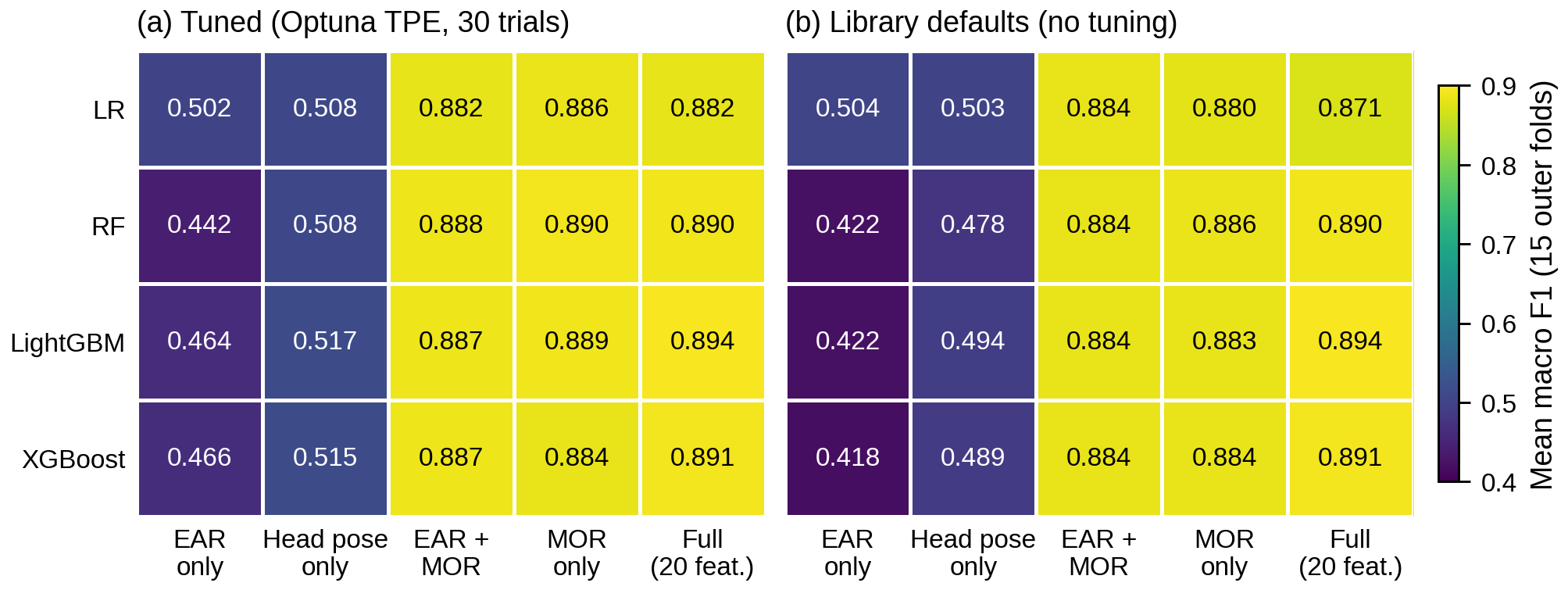 (a) Tuned (Optuna TPE, 30 trials)
(b) Library defaults (no tuning)
LR 0.502 0.508 0.882 0.886 0.882 0.504 0.503 0.884 0.880 0.871
RF 0.442 0.508 0.888 0.890 0.890 0.422 0.478 0.884 0.886 0.890
LightGBM 0.464 0.517 0.887 0.889 0.894 0.422 0.494 0.884 0.883 0.894
XGBoost 0.466 0.515 0.887 0.884 0.891 0.418 0.489 0.884 0.884 0.891
EAR Head pose EAR + MOR Full EAR Head pose EAR + MOR Full
only only MOR only (20 feat.) only only MOR only (20 feat.)
0.9
0.8
0.7
0.6
0.5
0.4
Mean macro F1 (15 outer folds)